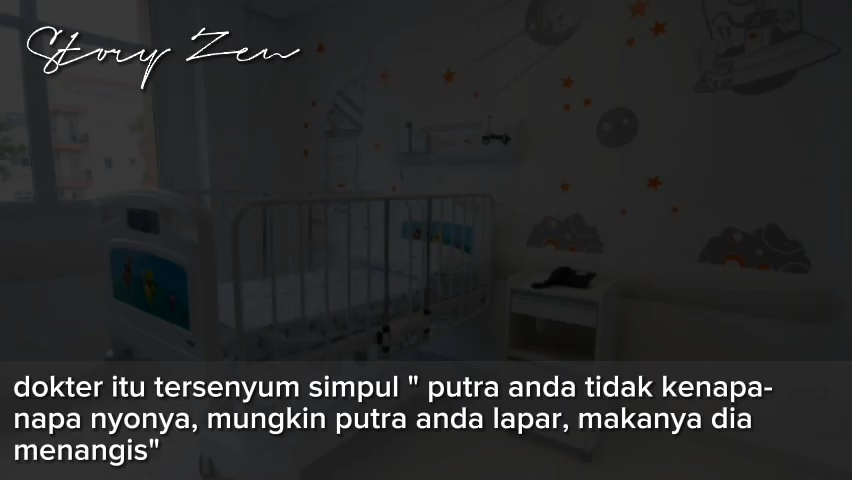 Story Zen
dokter itu tersenyum simpul " putra anda tidak kenapa-
napa nyonya, mungkin putra anda lapar, makanya dia
menangis"